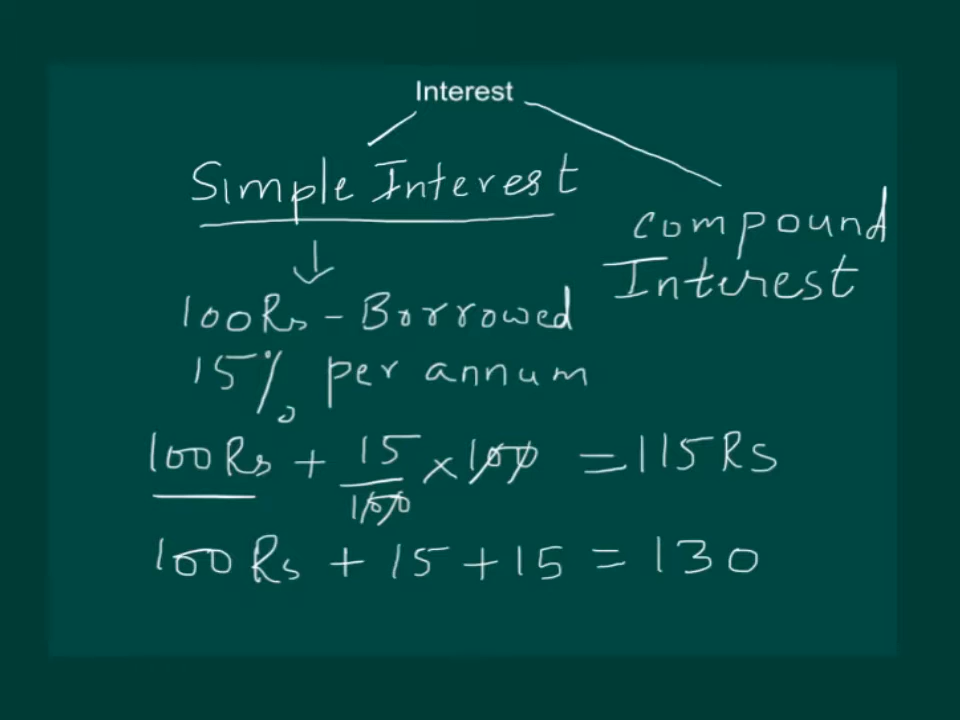 Interest
Simple Interest
compound
Interest
100Rs - Borrowed
15% per annum
100Rs + 15/100 × 100 = 115Rs
100Rs + 15 + 15 = 130